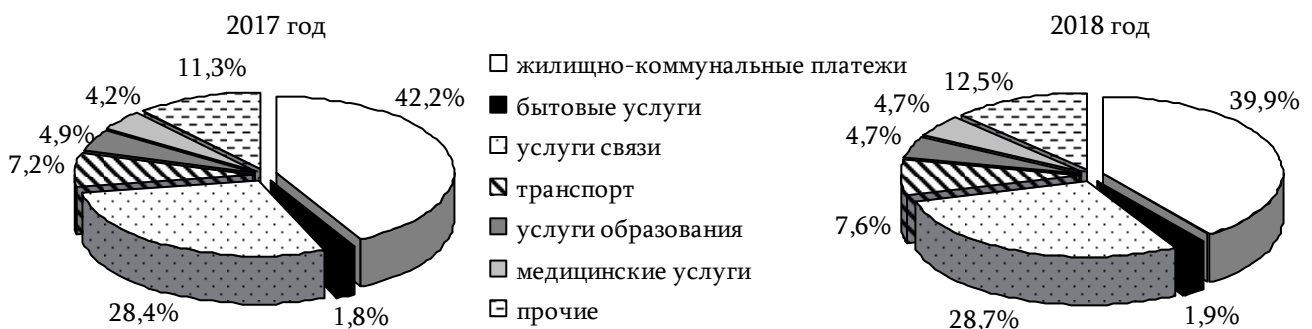 2017 год
11,3%
42,2%
4,2%
4,9%
7,2%
28,4%
1,8%
жилищно-коммунальные платежи
бытовые услуги
услуги связи
транспорт
услуги образования
медицинские услуги
прочие
2018 год
12,5%
39,9%
4,7%
4,7%
7,6%
28,7%
1,9%